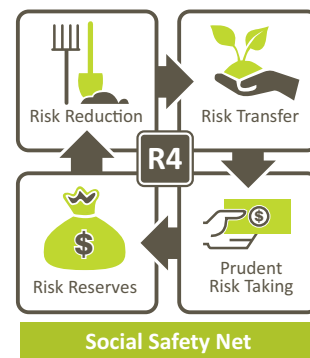 Risk Reduction
Risk Transfer
R4
$
$
Risk Reserves
Prudent
Risk Taking
Social Safety Net